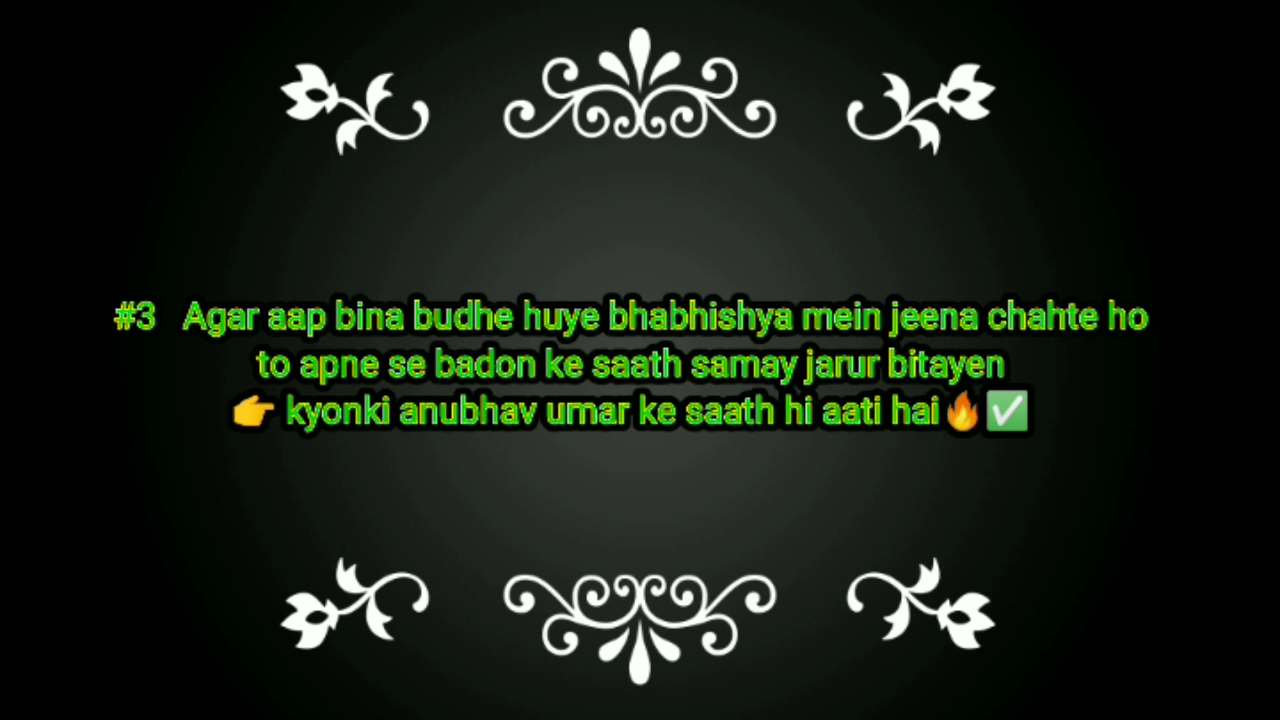 #3 Agar aap bina budhe huye bhabhishya mein jeena chahte ho
to apne se badon ke saath samay jarur bitayen
👉 kyonki anubhav umar ke saath hi aati hai🔥✅